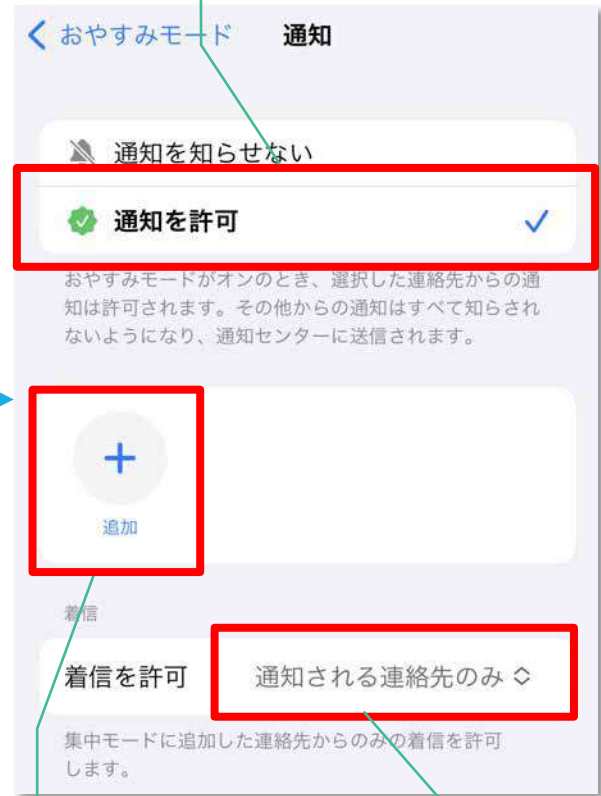 おやすみモード 通知
通知を知らせない
通知を許可
おやすみモードがオンのとき、選択した連絡先からの通
知は許可されます。その他からの通知はすべて知らされ
ないようになり、通知センターに送信されます。
追加
着信
着信を許可 通知される連絡先のみ
集中モードに追加した連絡先からのみの着信を許可
します。